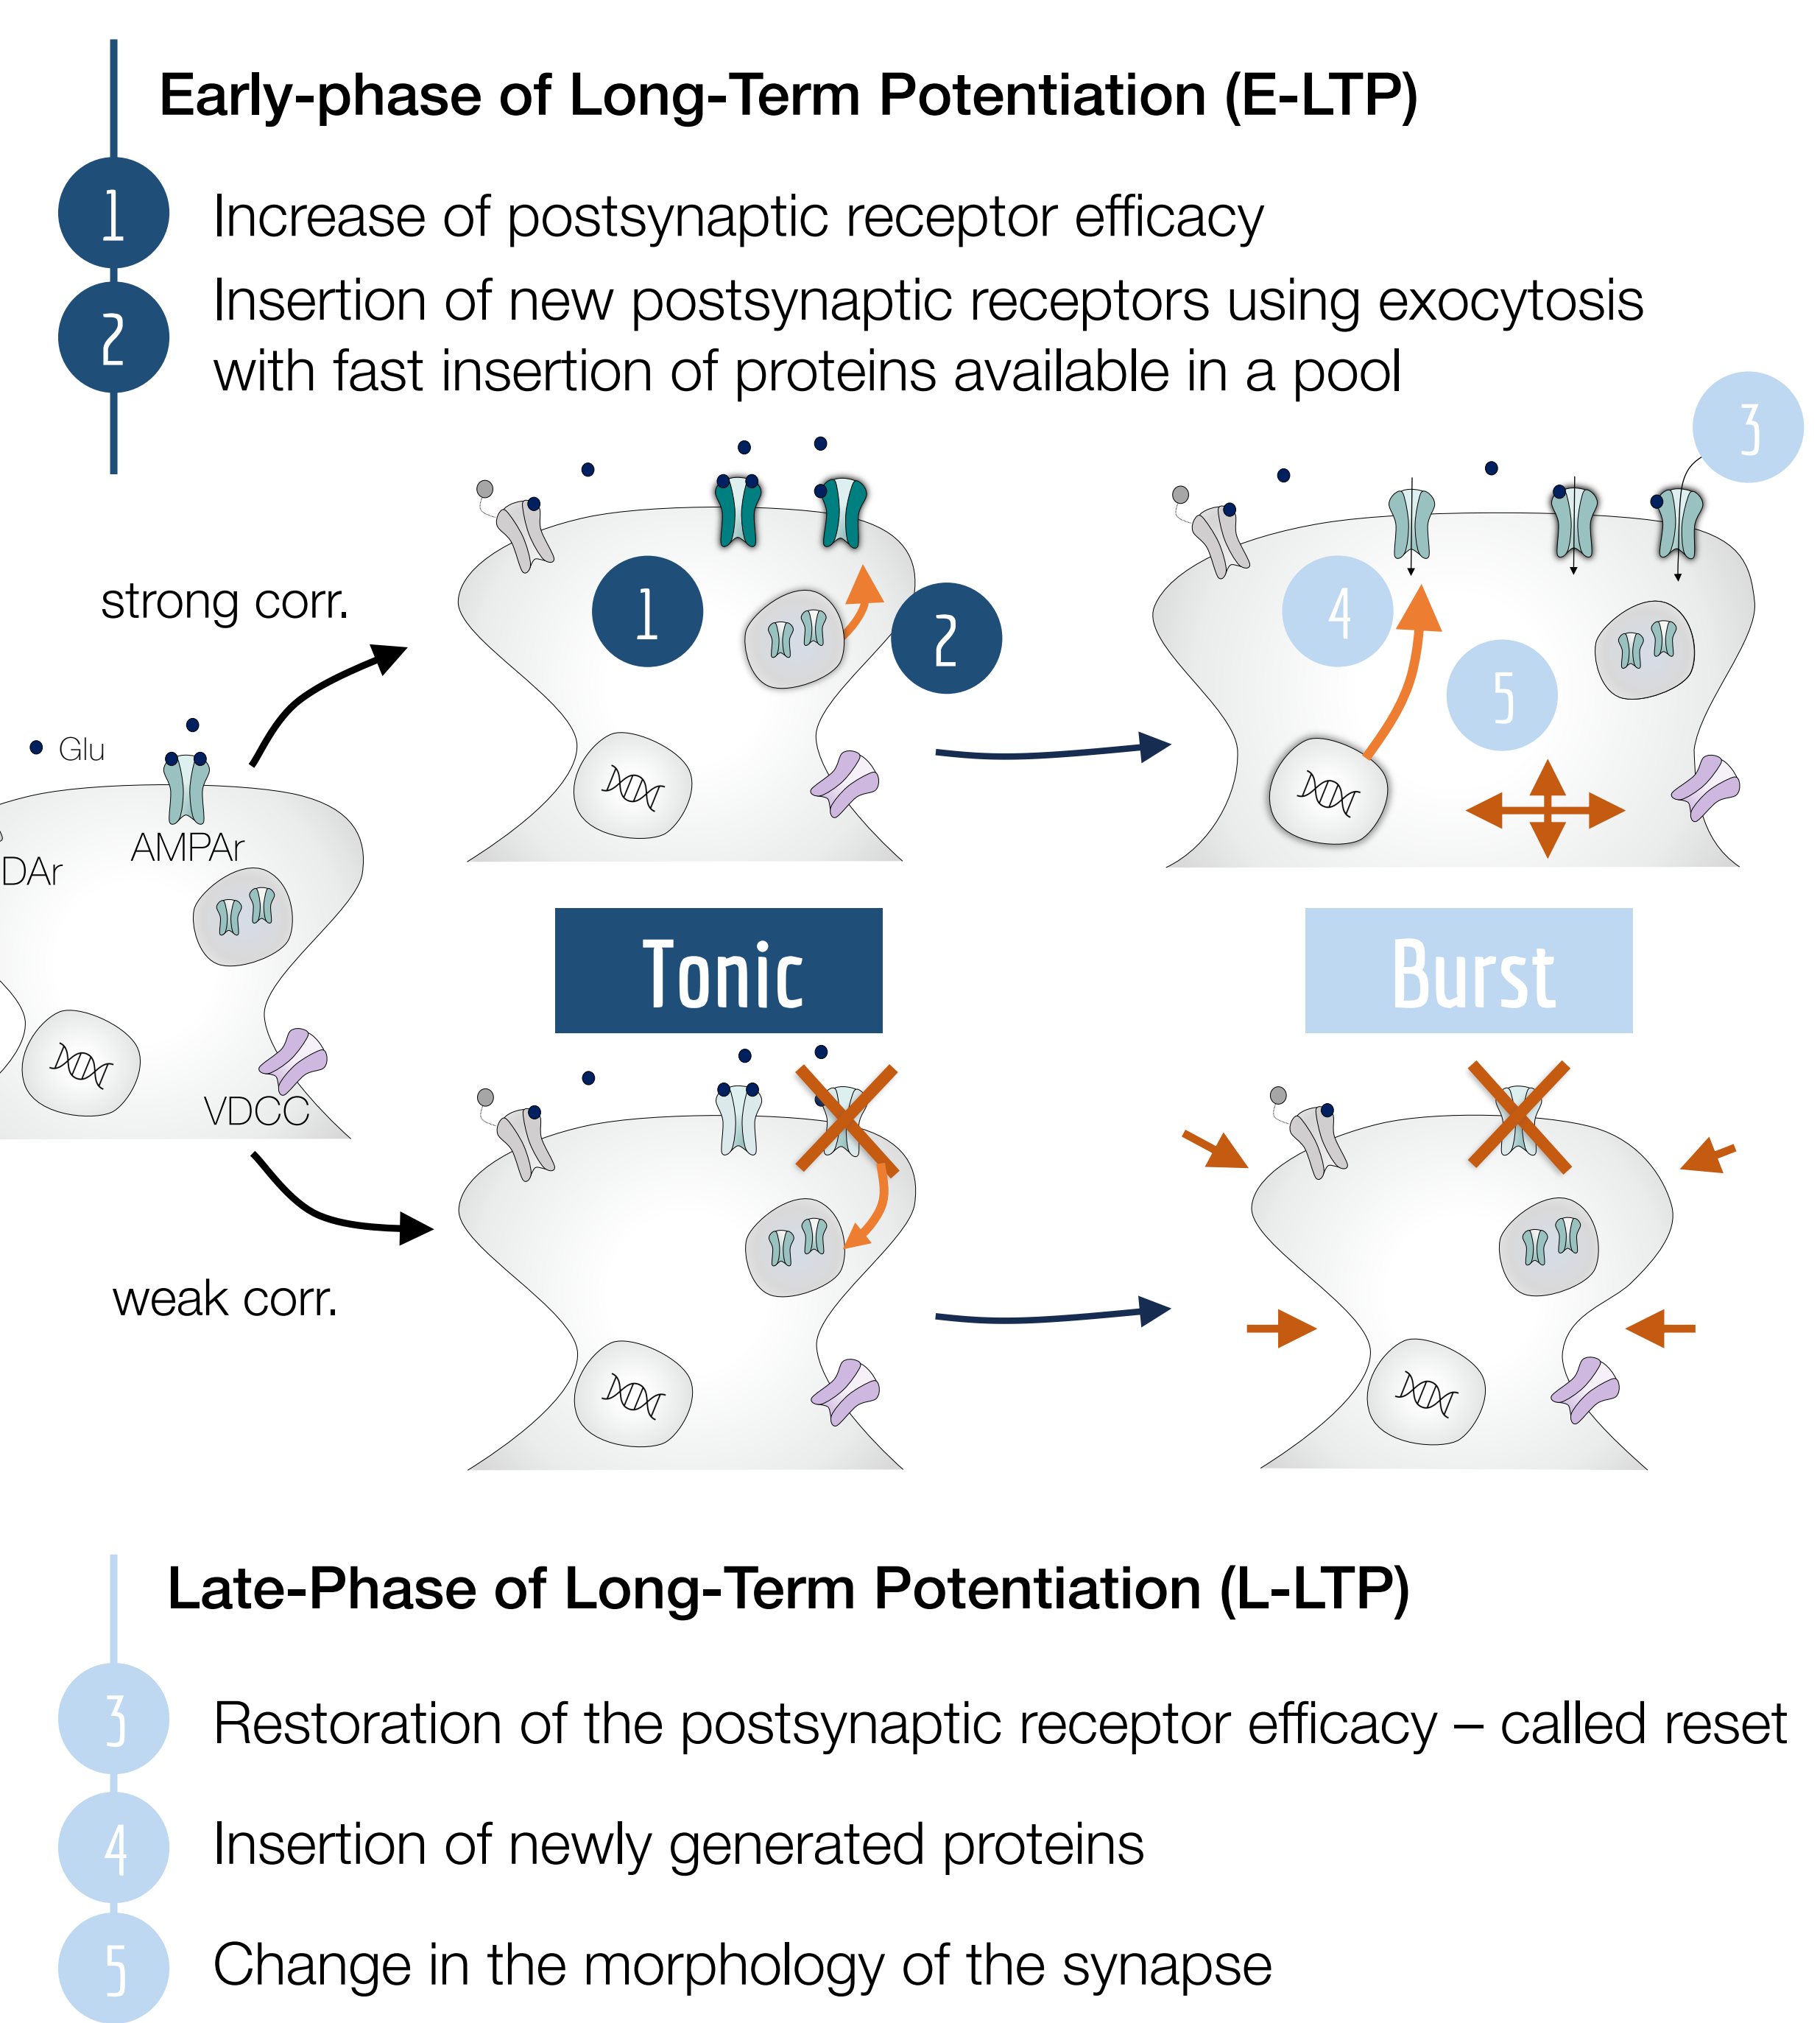 Early-phase of Long-Term Potentiation (E-LTP)
1 Increase of postsynaptic receptor efficacy
2 Insertion of new postsynaptic receptors using exocytosis
with fast insertion of proteins available in a pool
3
strong corr.
1
2
4
5
Glu
AMPAr
DAr
VDCC
Tonic
Burst
weak corr.
Late-Phase of Long-Term Potentiation (L-LTP)
3 Restoration of the postsynaptic receptor efficacy – called reset
4 Insertion of newly generated proteins
5 Change in the morphology of the synapse